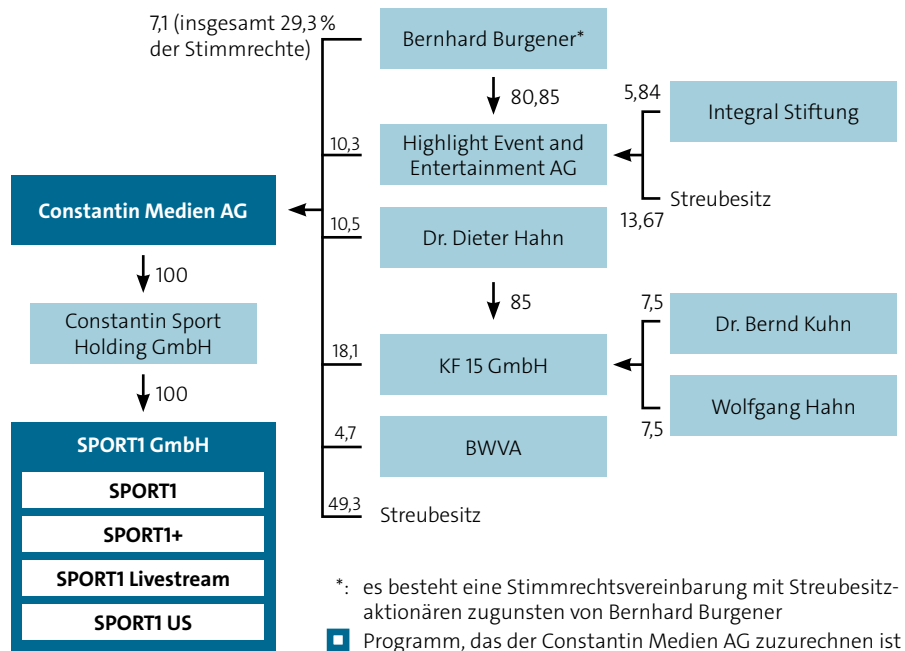 7,1 (insgesamt 29,3 %
der Stimmrechte)
Bernhard Burgener*
80,85
5,84
Integral Stiftung
10,3
Highlight Event and
Entertainment AG
Streubesitz
13,67
Constantin Medien AG
10,5
Dr. Dieter Hahn
100
85
7,5
Dr. Bernd Kuhn
Constantin Sport
Holding GmbH
18,1
KF 15 GmbH
100
Wolfgang Hahn
7,5
SPORT1 GmbH
4,7
BWVA
SPORT1
49,3
Streubesitz
SPORT1+
SPORT1 Livestream
SPORT1 US
*: es besteht eine Stimmrechtsvereinbarung mit Streubesitz-
aktionären zugunsten von Bernhard Burgener
Programm, das der Constantin Medien AG zuzurechnen ist